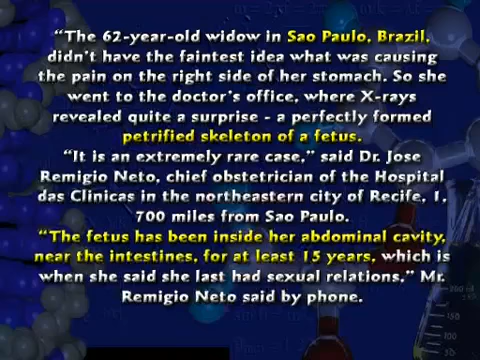 “The 62-year-old widow in Sao Paulo, Brazil,
didn’t have the faintest idea what was causing
the pain on the right side of her stomach. So she
went to the doctor’s office, where X-rays
revealed quite a surprise - a perfectly formed
petrified skeleton of a fetus.
“It is an extremely rare case,” said Dr. Jose
Remigio Neto, chief obstetrician of the Hospital
das Clinicas in the northeastern city of Recife, 1,
700 miles from Sao Paulo.
“The fetus has been inside her abdominal cavity,
near the intestines, for at least 15 years, which is
when she said she last had sexual relations,” Mr.
Remigio Neto said by phone.
150
100
50